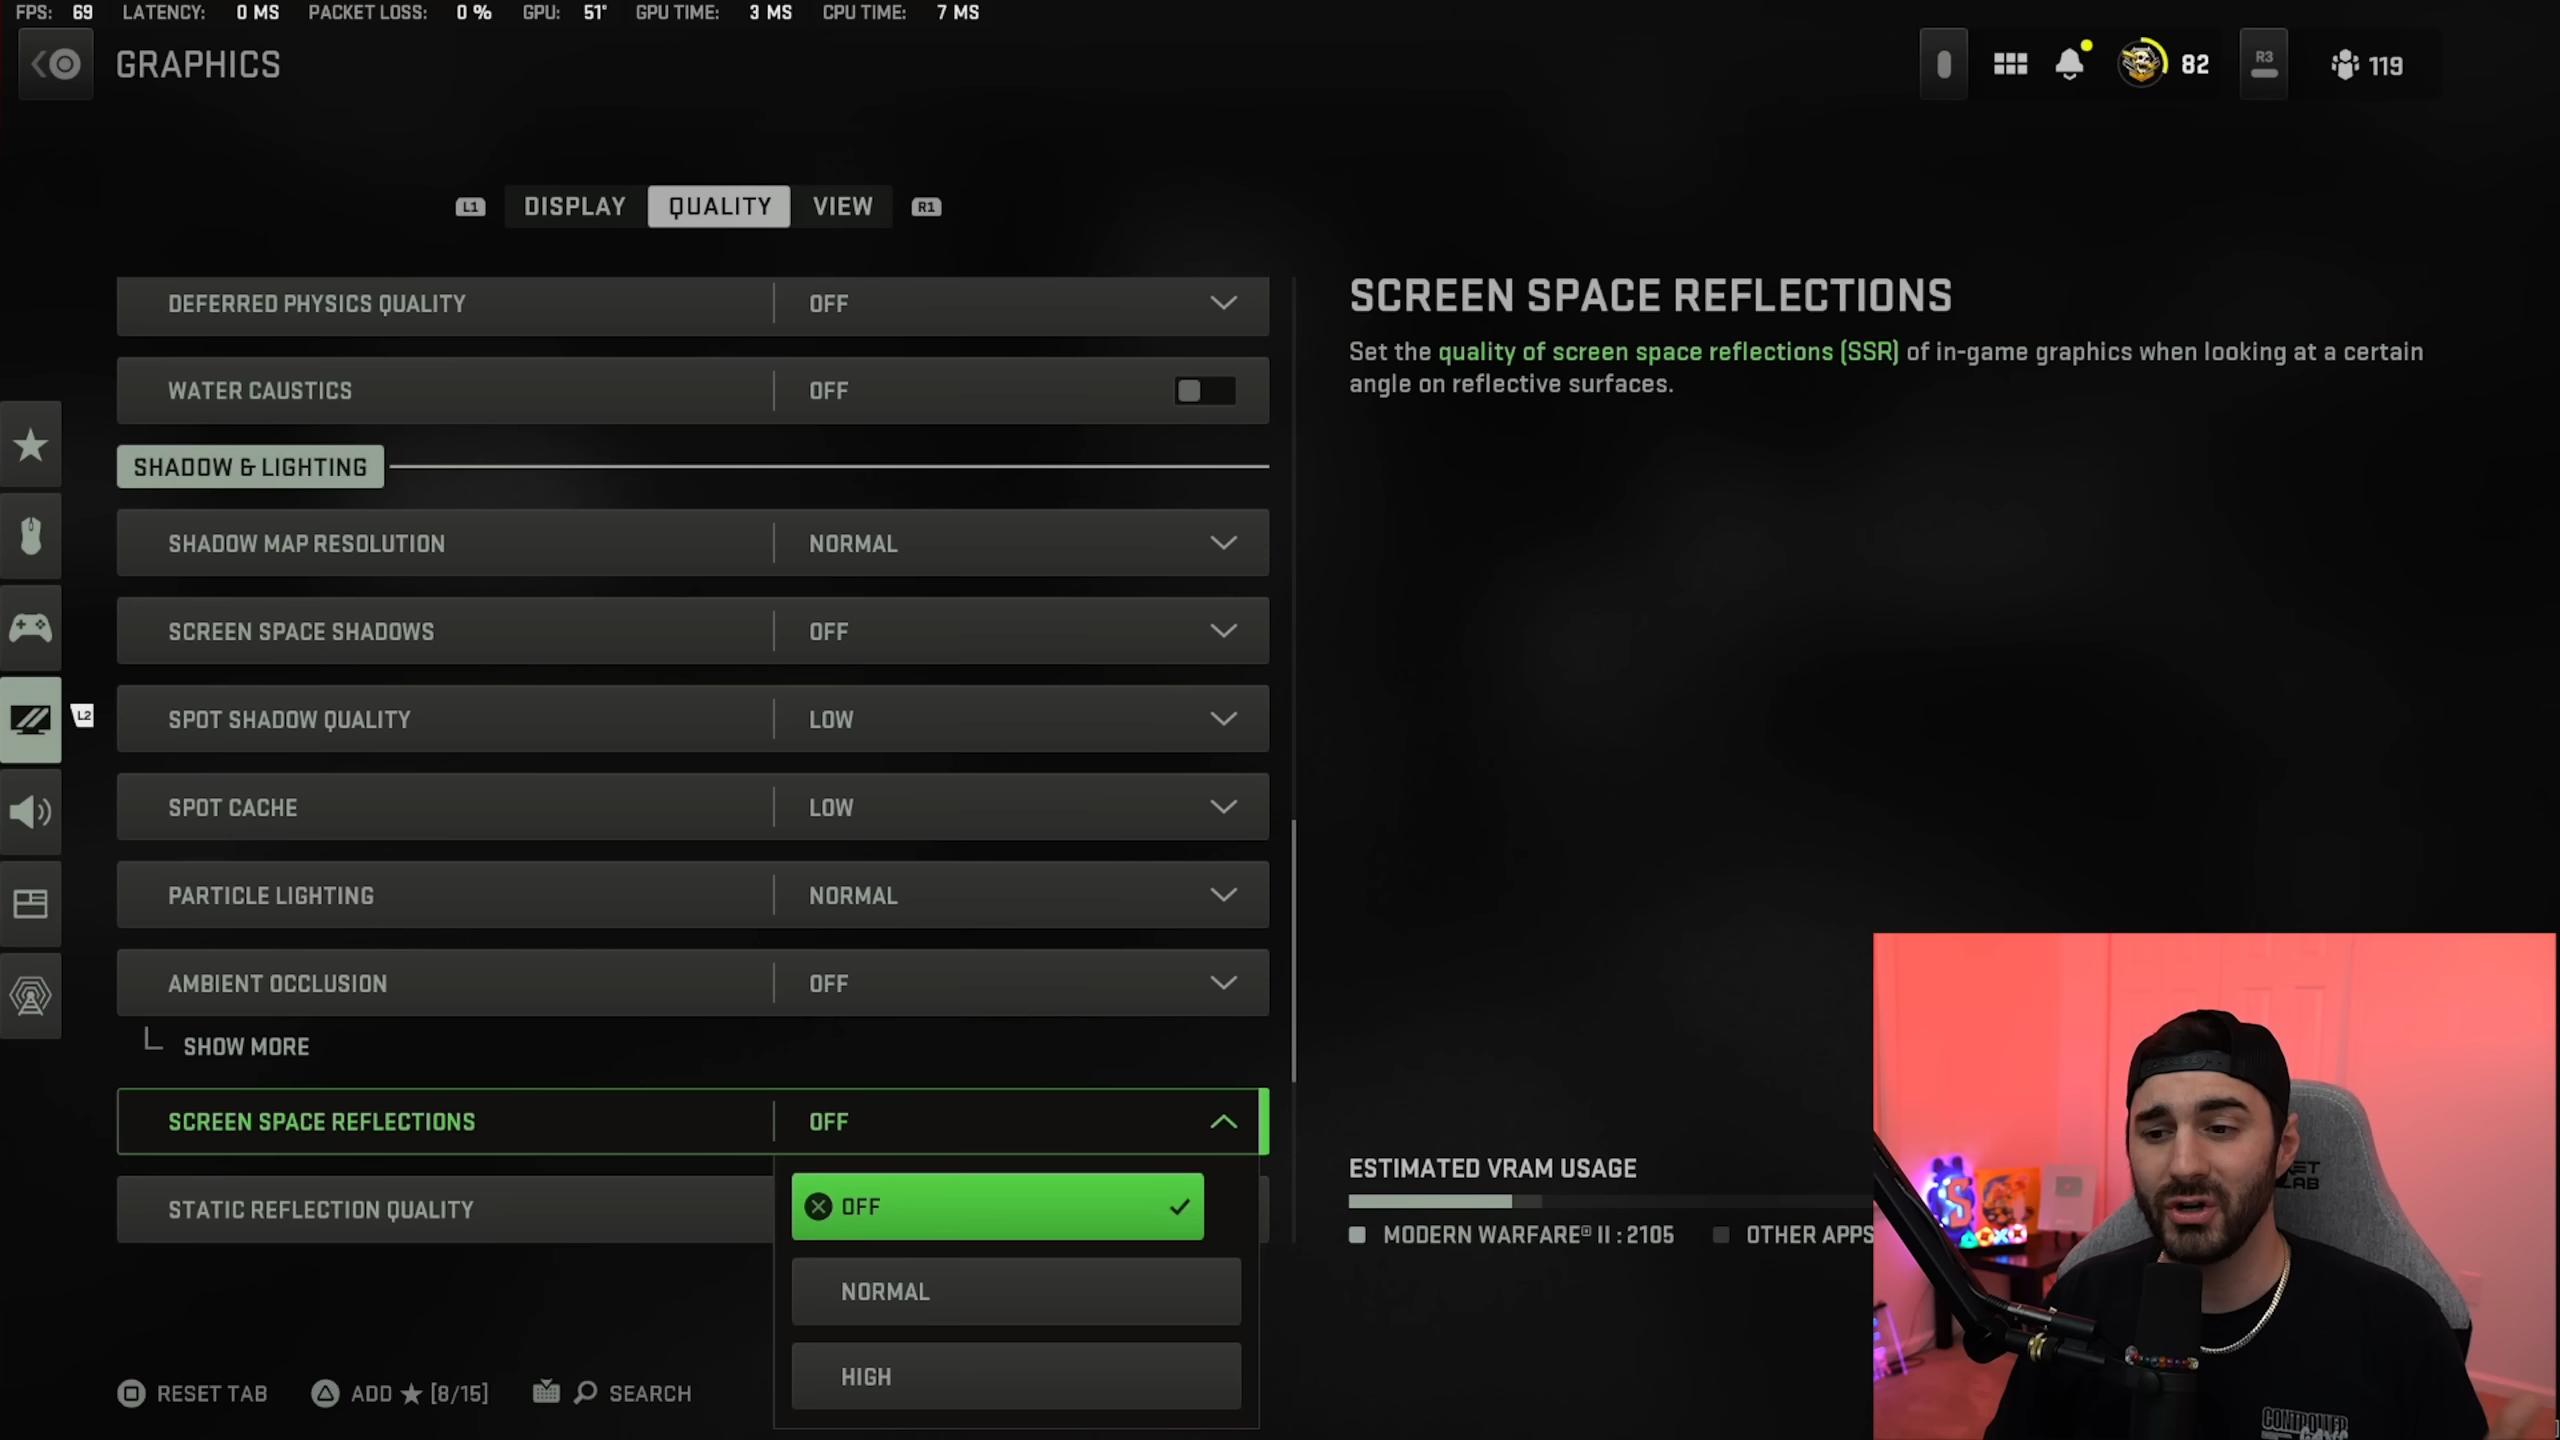 FPS: 69 LATENCY: 0 MS PACKET LOSS: 0 % GPU: 51° GPU TIME: 3 MS CPU TIME: 7 MS
GRAPHICS
82 R3 119
L1 DISPLAY QUALITY VIEW R1
DEFERRED PHYSICS QUALITY OFF
WATER CAUSTICS OFF
SHADOW & LIGHTING
SHADOW MAP RESOLUTION NORMAL
SCREEN SPACE SHADOWS OFF
L2
SPOT SHADOW QUALITY LOW
SPOT CACHE LOW
PARTICLE LIGHTING NORMAL
AMBIENT OCCLUSION OFF
SHOW MORE
SCREEN SPACE REFLECTIONS OFF
STATIC REFLECTION QUALITY
OFF
NORMAL
HIGH
RESET TAB ADD ★ [8/15] SEARCH
SCREEN SPACE REFLECTIONS
Set the quality of screen space reflections (SSR) of in-game graphics when looking at a certain
angle on reflective surfaces.
ESTIMATED VRAM USAGE
MODERN WARFARE® II : 2105 OTHER APPS
S
LAB
CONTROLLER